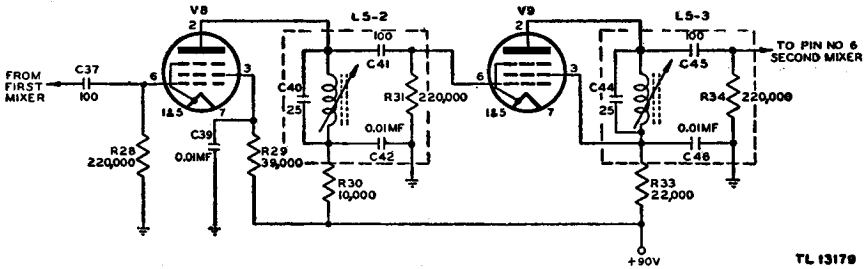 V8
L5-2
V9
L5-3
2
100
C41
2
100
C45
TO PIN NO 6
SECOND MIXER
FROM
FIRST
MIXER
C37
100
6
3
C40
25
R31
220,000
6
3
C44
25
R34
220,000
1&5
7
1&5
7
C39
0.01MF
0.01MF
C42
0.01MF
C46
R28
220,000
R29
39,000
R30
10,000
R33
22,000
+90V
TL 13179